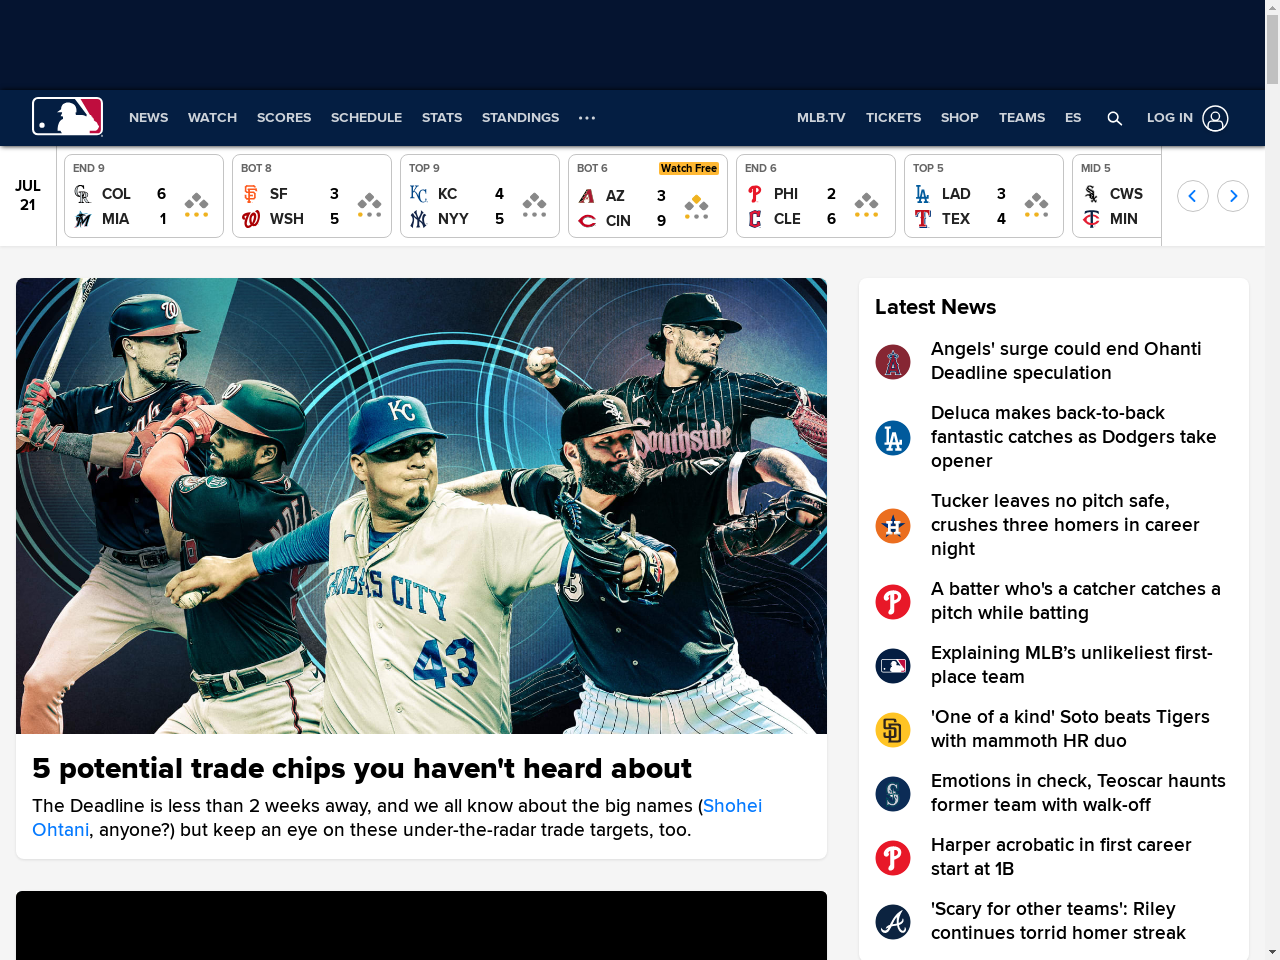 NEWS WATCH SCORES SCHEDULE STATS STANDINGS ... MLB.TV TICKETS SHOP TEAMS ES LOG IN
JUL
21
END 9
COL 6
MIA 1
BOT 8
SF 3
WSH 5
TOP 9
KC 4
NYY 5
BOT 6 Watch Free
AZ 3
CIN 9
END 6
PHI 2
CLE 6
TOP 5
LAD 3
TEX 4
MID 5
CWS
MIN
KC
Southside
KANSAS CITY
43
5 potential trade chips you haven't heard about
The Deadline is less than 2 weeks away, and we all know about the big names (Shohei
Ohtani, anyone?) but keep an eye on these under-the-radar trade targets, too.
Latest News
Angels' surge could end Ohanti
Deadline speculation
Deluca makes back-to-back
fantastic catches as Dodgers take
opener
Tucker leaves no pitch safe,
crushes three homers in career
night
A batter who's a catcher catches a
pitch while batting
Explaining MLB’s unlikeliest first-
place team
'One of a kind' Soto beats Tigers
with mammoth HR duo
Emotions in check, Teoscar haunts
former team with walk-off
Harper acrobatic in first career
start at 1B
'Scary for other teams': Riley
continues torrid homer streak